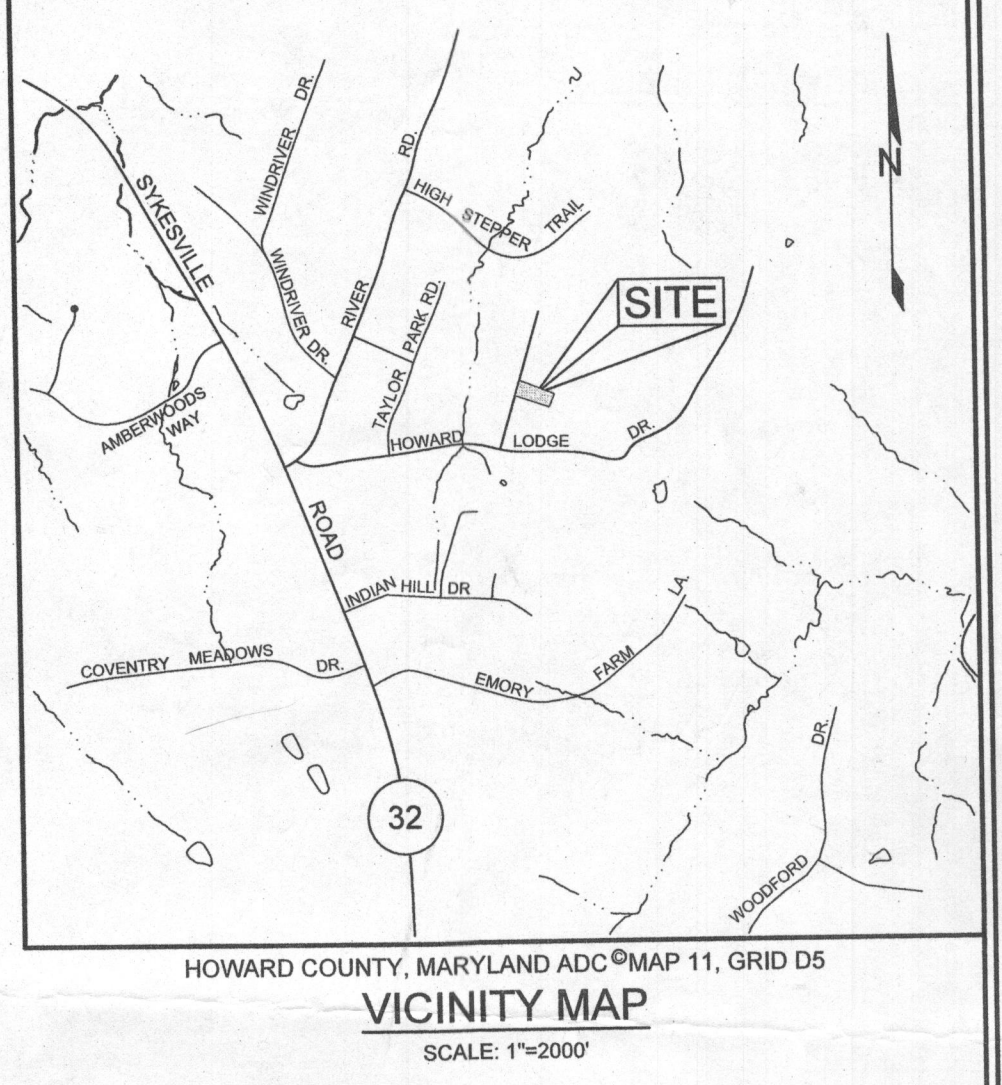 WINDRIVER DR.
RIVER RD.
HIGH STEPPER TRAIL
N
SYKESVILLE ROAD
WINDRIVER DR.
TAYLOR PARK RD.
SITE
AMBERWOODS
WAY
HOWARD LODGE DR.
INDIAN HILL DR
COVENTRY MEADOWS DR.
EMORY FARM LA.
WOODFORD DR.
32
HOWARD COUNTY, MARYLAND ADC ©MAP 11, GRID D5
VICINITY MAP
SCALE: 1"=2000'